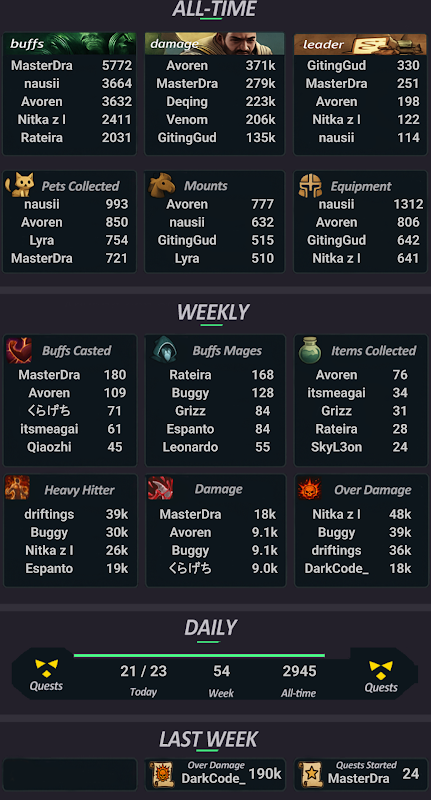 ALL-TIME
buffs
MasterDra 5772
nausii 3664
Avoren 3632
Nitka z l 2411
Rateira 2031
damage
Avoren 371k
MasterDra 279k
Deqing 223k
Venom 206k
GitingGud 135k
leader
GitingGud 330
MasterDra 251
Avoren 198
Nitka z l 122
nausii 114
Pets Collected
nausii 993
Avoren 850
Lyra 754
MasterDra 721
Mounts
Avoren 777
nausii 632
GitingGud 515
Lyra 510
Equipment
nausii 1312
Avoren 806
GitingGud 642
Nitka z l 641
WEEKLY
Buffs Casted
MasterDra 180
Avoren 109
くらげち 71
itsmeagai 61
Qiaozhi 45
Buffs Mages
Rateira 168
Buggy 128
Grizz 84
Espanto 84
Leonardo 55
Items Collected
Avoren 76
itsmeagai 34
Grizz 31
Rateira 28
SkyL3on 24
Heavy Hitter
driftings 39k
Buggy 30k
Nitka z l 26k
Espanto 19k
Damage
MasterDra 18k
Avoren 9.1k
Buggy 9.1k
くらげち 9.0k
Over Damage
Nitka z l 48k
Buggy 39k
driftings 36k
DarkCode_ 18k
DAILY
Quests
21 / 23
Today
54
Week
2945
All-time
Quests
LAST WEEK
Over Damage
DarkCode_ 190k
Quests Started
MasterDra 24